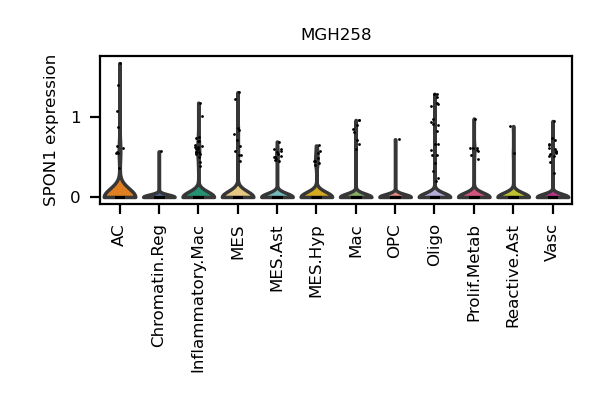 MGH258
SPON1 expression
1
0
AC
Chromatin.Reg
Inflammatory.Mac
MES
MES.Ast
MES.Hyp
Mac
OPC
Oligo
Prolif.Metab
Reactive.Ast
Vasc